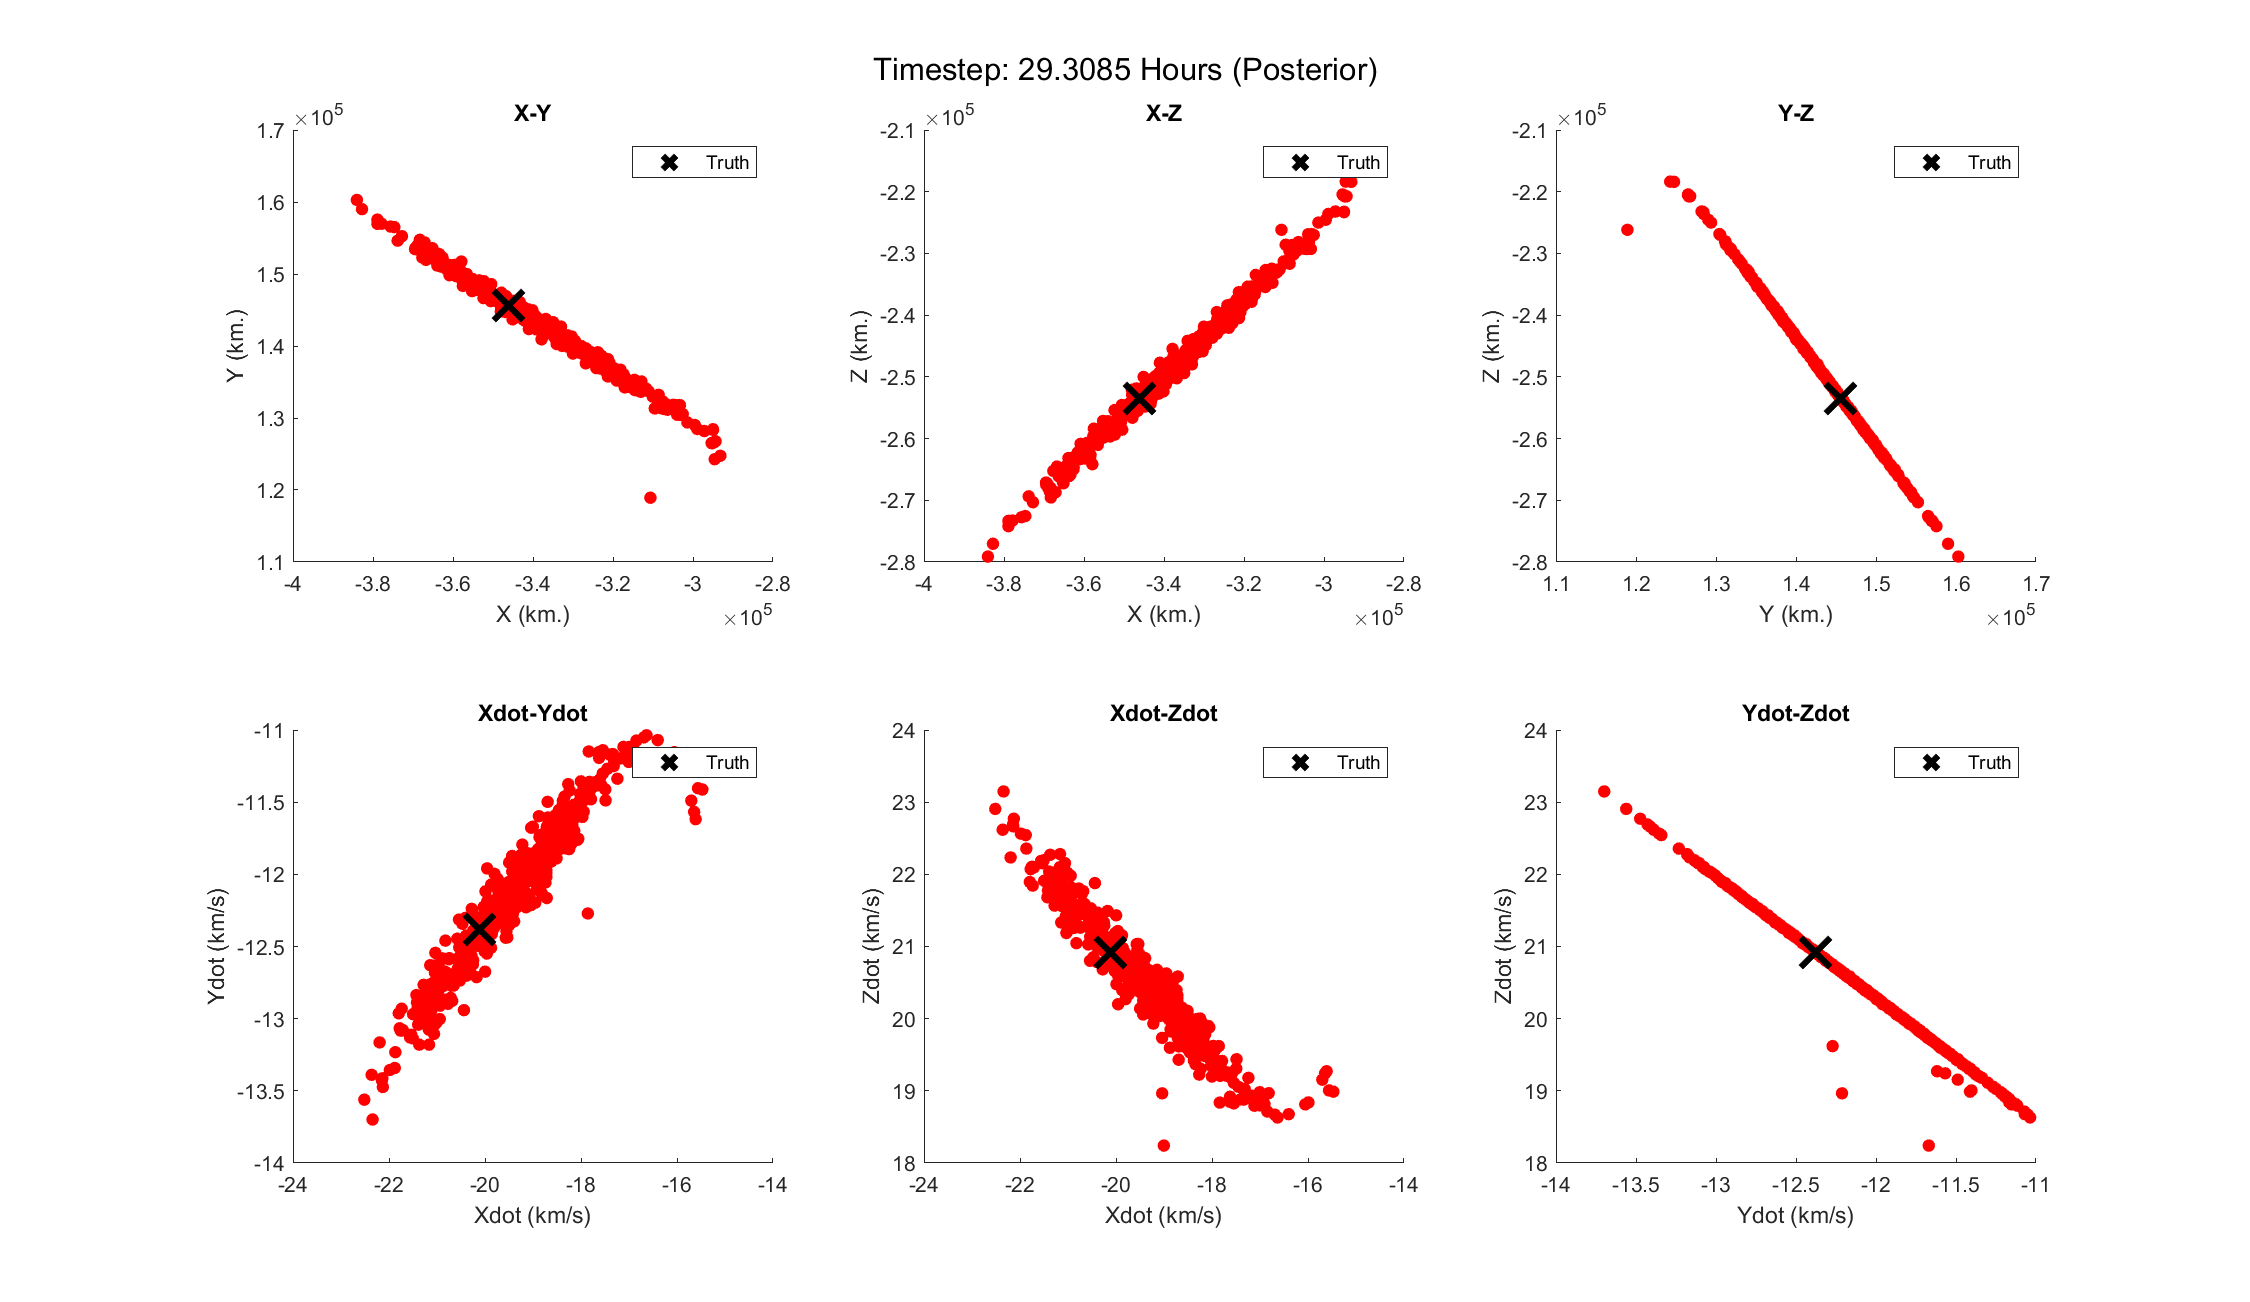 Timestep: 29.3085 Hours (Posterior)
X-Y
×10^5
1.7
1.6
1.5
1.4
1.3
1.2
1.1
Y (km.)
Truth
-4 -3.8 -3.6 -3.4 -3.2 -3 -2.8
X (km.)
×10^5
X-Z
×10^5
-2.1
-2.2
-2.3
-2.4
-2.5
-2.6
-2.7
-2.8
Z (km.)
Truth
-4 -3.8 -3.6 -3.4 -3.2 -3 -2.8
X (km.)
×10^5
Y-Z
×10^5
-2.1
-2.2
-2.3
-2.4
-2.5
-2.6
-2.7
-2.8
Z (km.)
Truth
1.1 1.2 1.3 1.4 1.5 1.6 1.7
Y (km.)
×10^5
Xdot-Ydot
-11
-11.5
-12
-12.5
-13
-13.5
-14
Ydot (km/s)
Truth
-24 -22 -20 -18 -16 -14
Xdot (km/s)
Xdot-Zdot
24
23
22
21
20
19
18
Zdot (km/s)
Truth
-24 -22 -20 -18 -16 -14
Xdot (km/s)
Ydot-Zdot
24
23
22
21
20
19
18
Zdot (km/s)
Truth
-14 -13.5 -13 -12.5 -12 -11.5 -11
Ydot (km/s)